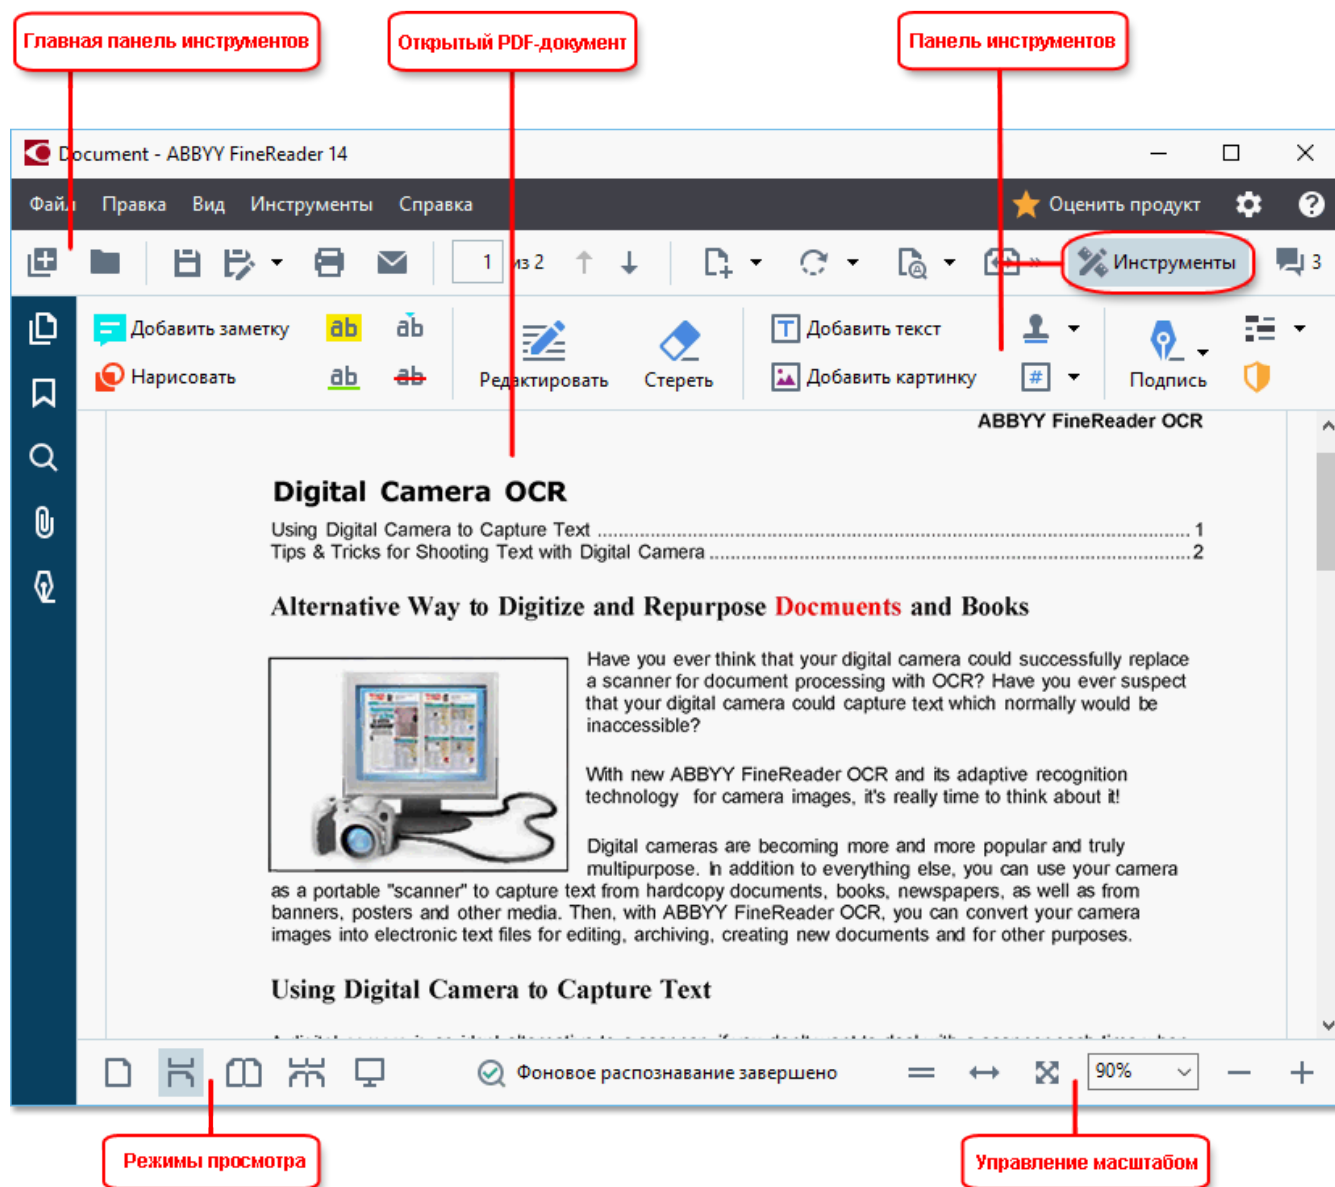 Главная панель инструментов
Открытый PDF-документ
Панель инструментов
Document - ABBYY FineReader 14
Файл Правка Вид Инструменты Справка Оценить продукт
1 из 2 Инструменты 3
Добавить заметку ab ab Добавить текст
Нарисовать ab ab Редактировать Стереть Добавить картинку # Подпись
ABBYY FineReader OCR
Digital Camera OCR
Using Digital Camera to Capture Text 1
Tips & Tricks for Shooting Text with Digital Camera 2
Alternative Way to Digitize and Repurpose Docmuents and Books
Have you ever think that your digital camera could successfully replace
a scanner for document processing with OCR? Have you ever suspect
that your digital camera could capture text which normally would be
inaccessible?
With new ABBYY FineReader OCR and its adaptive recognition
technology for camera images, it's really time to think about it!
Digital cameras are becoming more and more popular and truly
multipurpose. In addition to everything else, you can use your camera
as a portable "scanner" to capture text from hardcopy documents, books, newspapers, as well as from
banners, posters and other media. Then, with ABBYY FineReader OCR, you can convert your camera
images into electronic text files for editing, archiving, creating new documents and for other purposes.
Using Digital Camera to Capture Text
Фоновое распознавание завершено 90%
Режимы просмотра
Управление масштабом